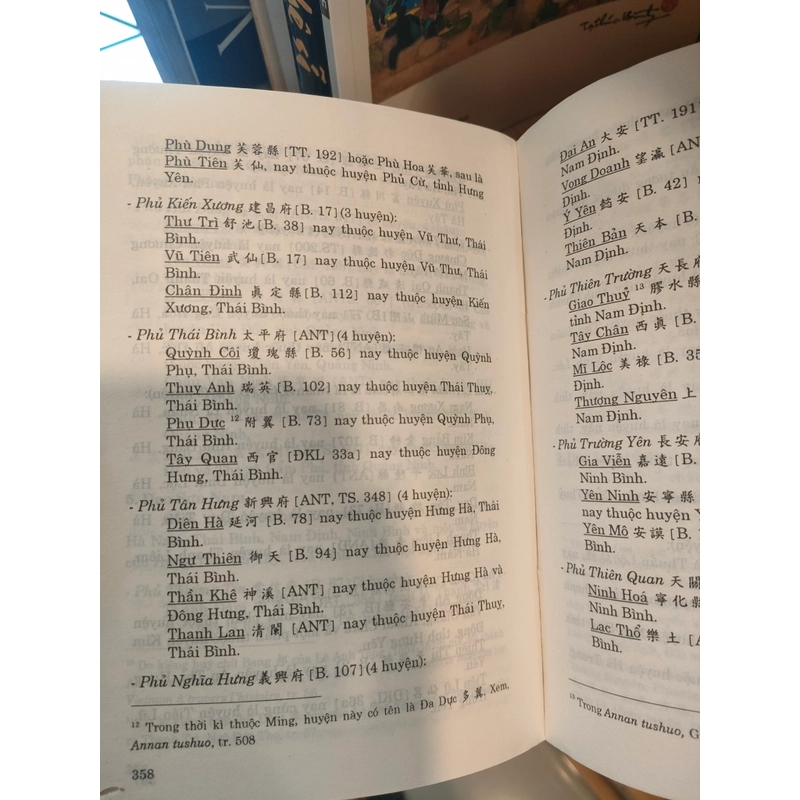 Phù Dung 芙蓉縣 [TT. 192] hoặc Phù Hoa 芙華, sau là
Phù Tiên 芙仙, nay thuộc huyện Phủ Cừ, tỉnh Hưng
Yên.
- Phủ Kiến Xương 建昌府 [B. 17] (3 huyện):
Thư Trì 舒池 [B. 38] nay thuộc huyện Vũ Thư, Thái
Bình.
Vũ Tiên 武仙 [B. 17] nay thuộc huyện Vũ Thư, Thái
Bình.
Chân Định 眞定縣 [B. 112] nay thuộc huyện Kiến
Xương, Thái Bình.
- Phủ Thái Bình 太平府 [ANT] (4 huyện):
Quỳnh Côi 瓊瑰縣 [B. 56] nay thuộc huyện Quỳnh
Phụ, Thái Bình.
Thuỵ Anh 瑞英 [B. 102] nay thuộc huyện Thái Thuỵ,
Thái Bình.
Phụ Dực ¹² 附翼 [B. 73] nay thuộc huyện Quỳnh Phụ,
Thái Bình.
Tây Quan 西官 [ĐKL 33a] nay thuộc huyện Đông
Hưng, Thái Bình.
- Phủ Tân Hưng 新興府 [ANT, TS. 348] (4 huyện):
Diên Hà 延河 [B. 78] nay thuộc huyện Hưng Hà, Thái
Bình.
Ngự Thiên 御天 [B. 94] nay thuộc huyện Hưng Hà,
Thái Bình.
Thần Khê 神溪 [ANT] nay thuộc huyện Hưng Hà và
Đông Hưng, Thái Bình.
Thanh Lan 清闌 [ANT] nay thuộc huyện Thái Thuỵ,
Thái Bình.
- Phủ Nghĩa Hưng 義興府 [B. 107] (4 huyện):
¹² Trong thời kì thuộc Ming, huyện này có tên là Đa Dực 多翼. Xem,
Annan tushuo, tr. 508
358
Đại An 大安 [TT. 191]
Nam Định.
Vọng Doanh 望瀛 [AN
Định.
Ý Yên 懿安 [B. 42] n
Định.
Thiên Bản 天本 [B.
Nam Định.
- Phủ Thiên Trường 天長府
Giao Thuỷ ¹³ 膠水縣
tỉnh Nam Định.
Tây Chân 西眞 [B.
Nam Định.
Mĩ Lộc 美祿 [B. 35
Định.
Thượng Nguyên 上
Nam Định.
- Phủ Trường Yên 長安府
Gia Viễn 嘉遠 [B.
Ninh Bình.
Yên Ninh 安寧縣
nay thuộc huyện Y
Yên Mô 安謨 [B.
Bình.
- Phủ Thiên Quan 天關
Ninh Hoá 寧化縣
Ninh Bình.
Lạc Thổ 樂土 [A
Bình.
¹³ Trong Annan tushuo, G